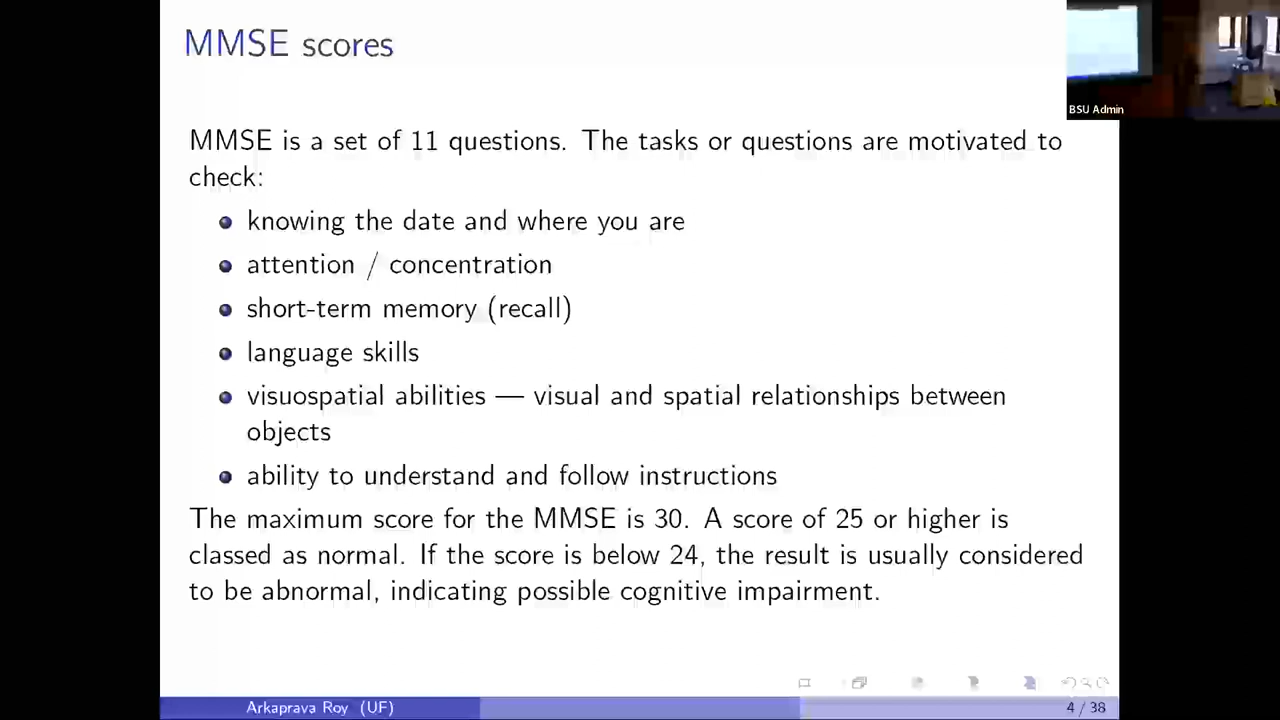 MMSE scores
BSU Admin
MMSE is a set of 11 questions. The tasks or questions are motivated to
check:
knowing the date and where you are
attention / concentration
short-term memory (recall)
language skills
visuospatial abilities — visual and spatial relationships between
objects
ability to understand and follow instructions
The maximum score for the MMSE is 30. A score of 25 or higher is
classed as normal. If the score is below 24, the result is usually considered
to be abnormal, indicating possible cognitive impairment.
Arkaprava Roy (UF)
4 / 38